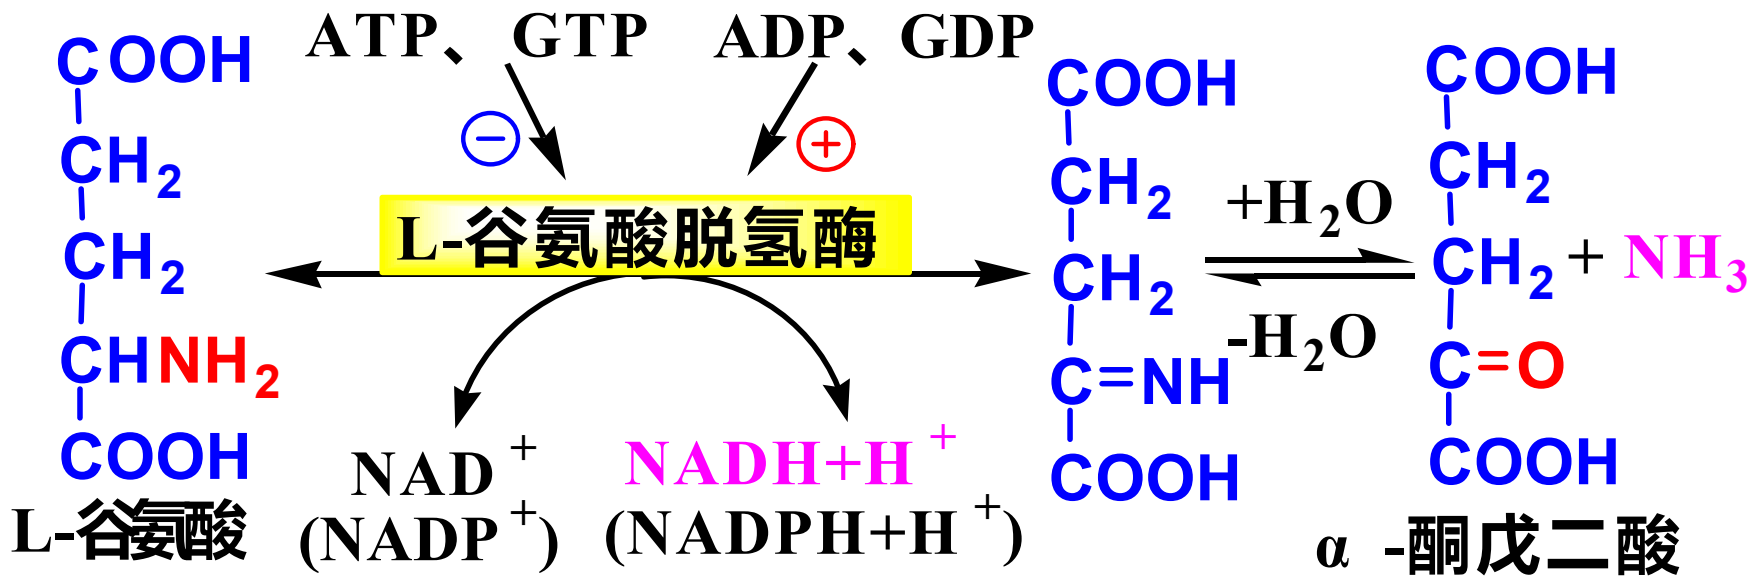 COOH
CH2
CH2
CHNH2
COOH
L-谷氨酸
ATP、GTP
ADP、GDP
−
+
L-谷氨酸脱氢酶
NAD+
(NADP+)
NADH+H+
(NADPH+H+)
COOH
CH2
CH2
C=NH
COOH
+H2O
-H2O
COOH
CH2
CH2
C=O
COOH
+ NH3
α -酮戊二酸